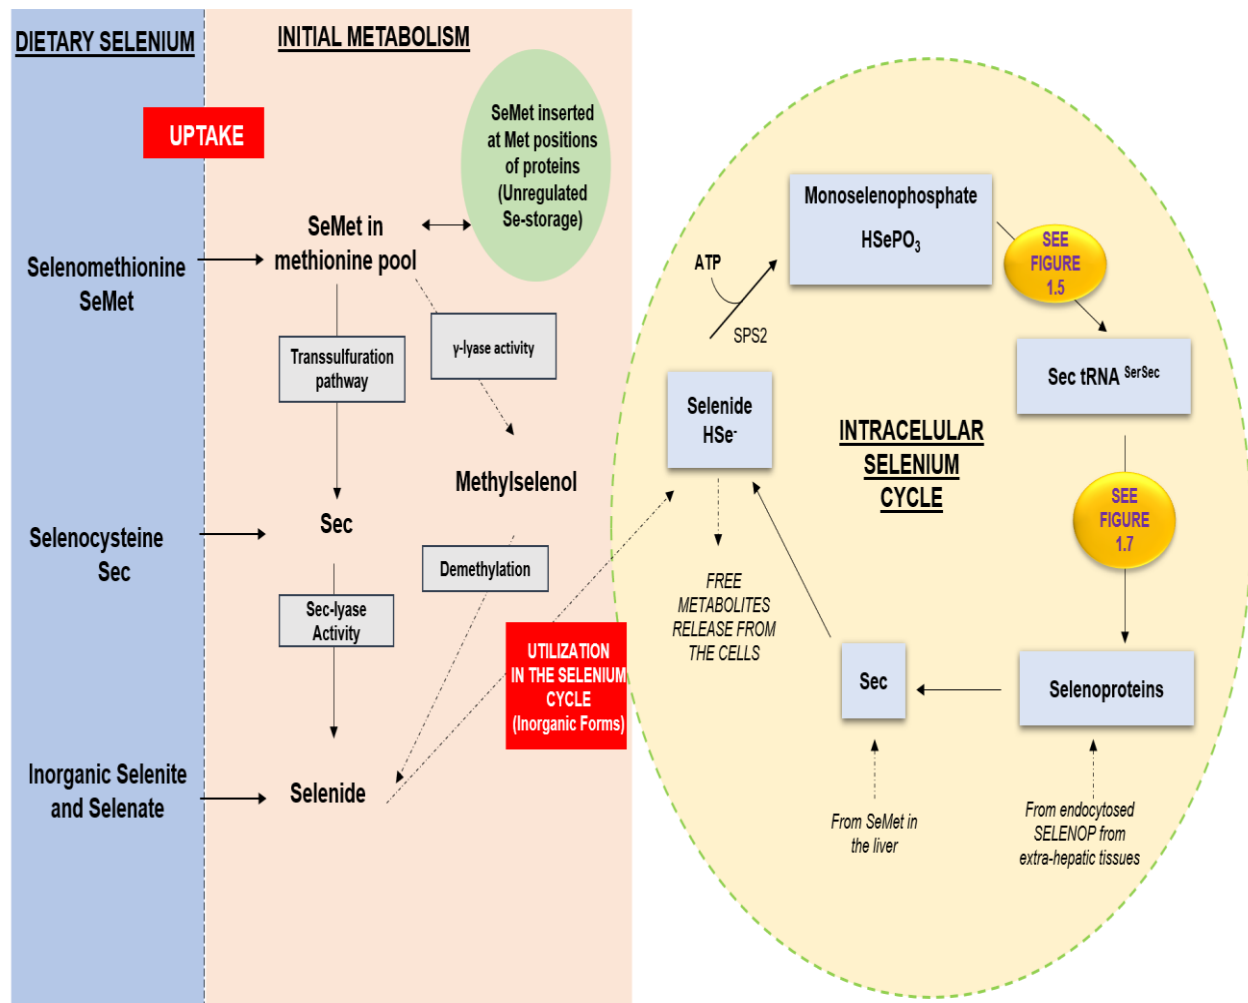 DIETARY SELENIUM
INITIAL METABOLISM
UPTAKE
SeMet inserted
at Met positions
of proteins
(Unregulated
Se-storage)
Selenomethionine
SeMet
SeMet in
methionine pool
Transsulfuration
pathway
γ-lyase activity
Methylselenol
Selenocysteine
Sec
Sec
Demethylation
Sec-lyase
Activity
UTILIZATION
IN THE SELENIUM
CYCLE
(Inorganic Forms)
Inorganic Selenite
and Selenate
Selenide
Monoselenophosphate
HSePO₃
SEE
FIGURE
1.5
ATP
SPS2
Sec tRNA ᔆᵉʳᔆᵉᶜ
Selenide
HSe⁻
INTRACELULAR
SELENIUM
CYCLE
SEE
FIGURE
1.7
FREE
METABOLITES
RELEASE FROM
THE CELLS
Sec
Selenoproteins
From SeMet in
the liver
From endocytosed
SELENOP from
extra-hepatic tissues